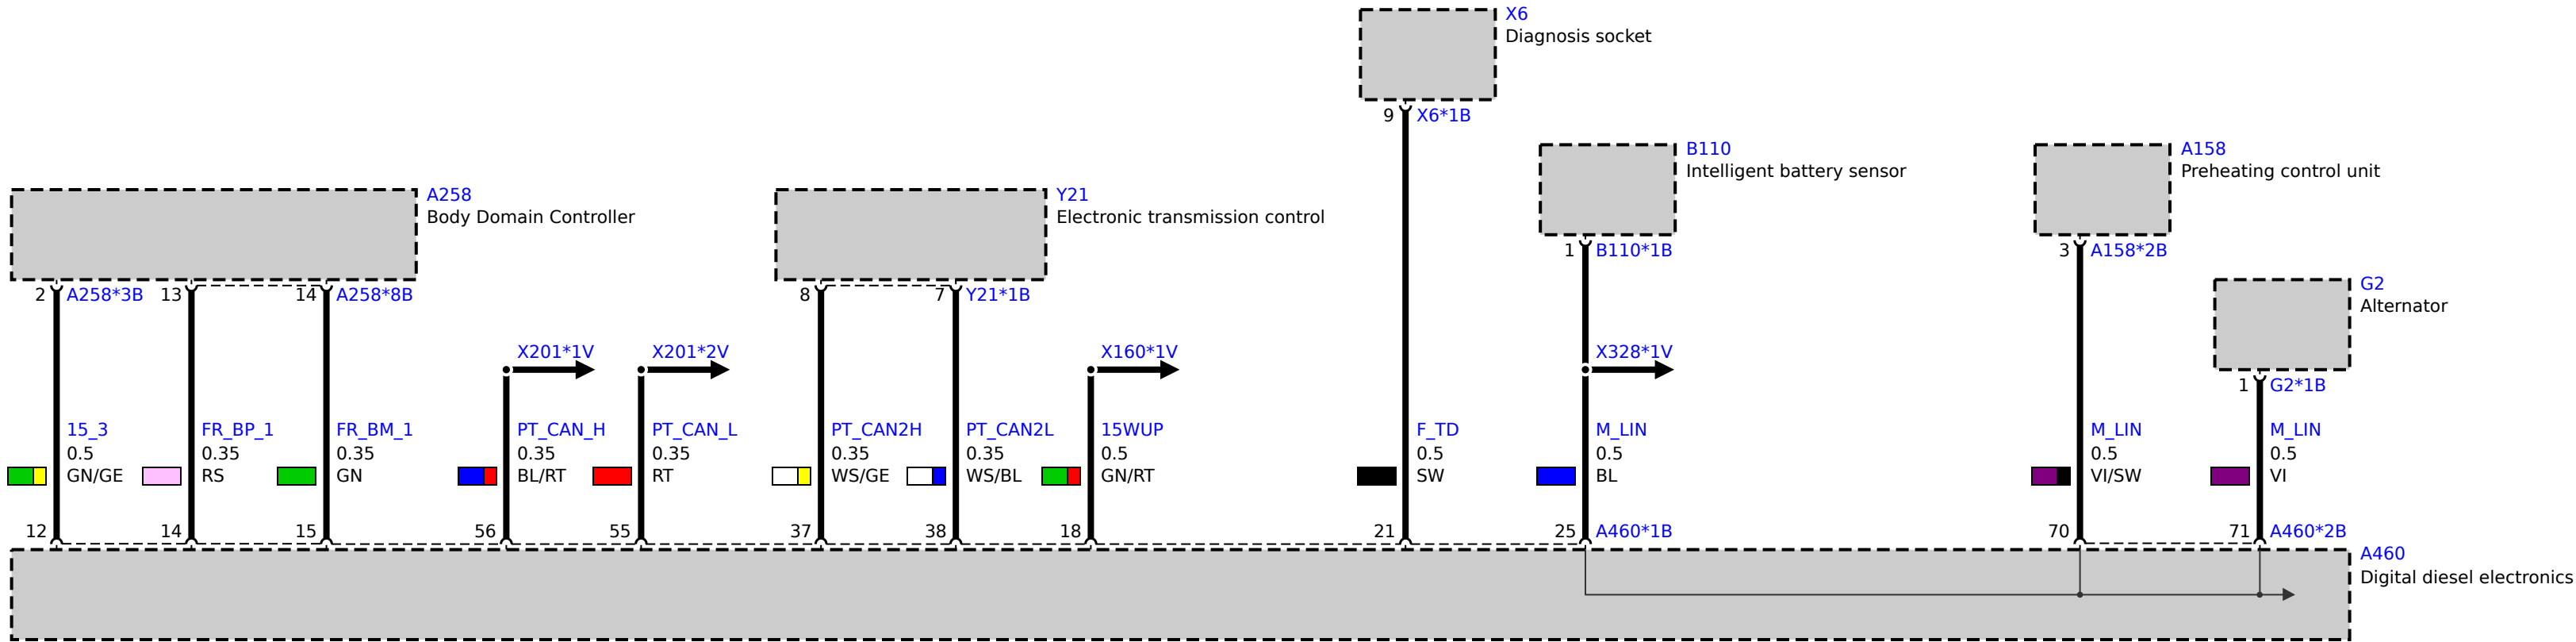 X6
Diagnosis socket
9 X6*1B
B110
Intelligent battery sensor
A158
Preheating control unit
A258
Body Domain Controller
Y21
Electronic transmission control
1 B110*1B
3 A158*2B
G2
Alternator
2 A258*3B 13 14 A258*8B
8 7 Y21*1B
X201*1V
X201*2V
X160*1V
X328*1V
1 G2*1B
15_3
0.5
GN/GE
FR_BP_1
0.35
RS
FR_BM_1
0.35
GN
PT_CAN_H
0.35
BL/RT
PT_CAN_L
0.35
RT
PT_CAN2H
0.35
WS/GE
PT_CAN2L
0.35
WS/BL
15WUP
0.5
GN/RT
F_TD
0.5
SW
M_LIN
0.5
BL
M_LIN
0.5
VI/SW
M_LIN
0.5
VI
12 14 15 56 55 37 38 18 21 25 A460*1B 70 71 A460*2B
A460
Digital diesel electronics